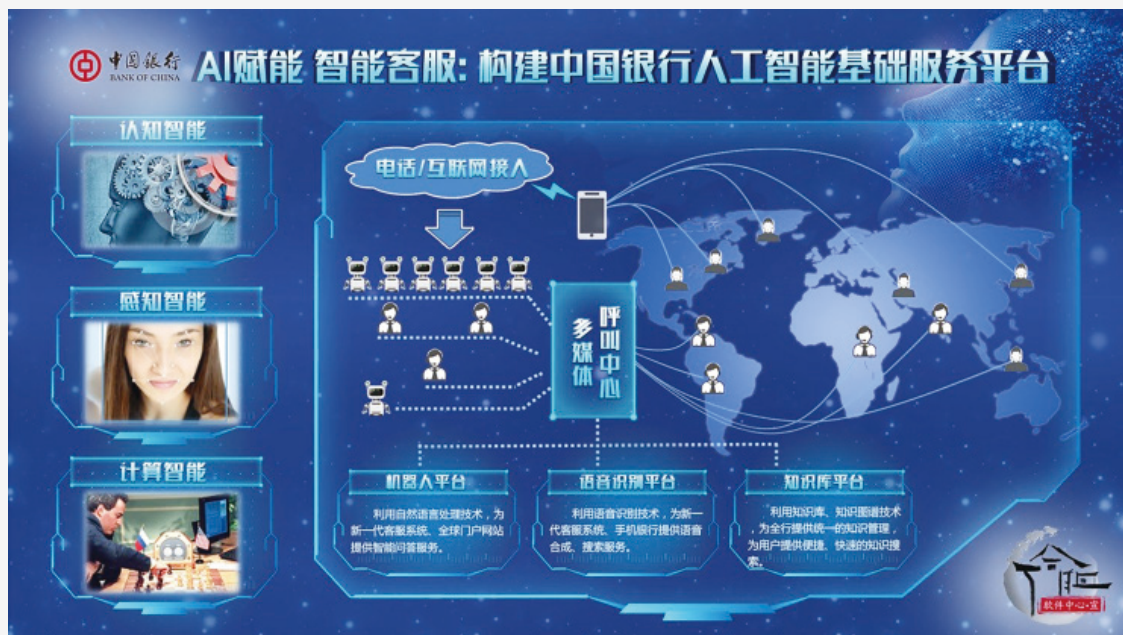 中国银行
BANK OF CHINA
AI赋能 智能客服: 构建中国银行人工智能基础服务平台
认知智能
感知智能
计算智能
电话/互联网接入
多媒体
呼叫中心
机器人平台
利用自然语言处理技术，为
新一代客服系统、全球门户网站
提供智能问答服务。
语音识别平台
利用语音识别技术，为新一
代客服系统、手机银行提供语音
合成、搜索服务。
知识库平台
利用知识库、知识图谱技术
，为全行提供统一的知识管理，
为用户提供便捷、快速的知识搜
索。
软件中心·宣